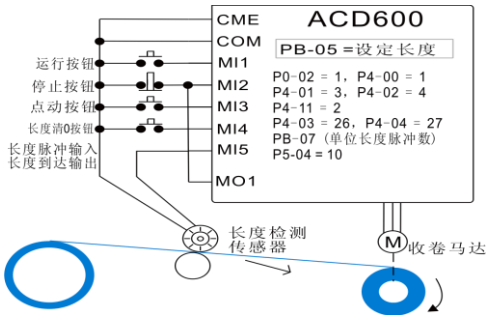 CME
ACD600
COM
PB-05 =设定长度
运行按钮
MI1
停止按钮
MI2
P0-02 = 1, P4-00 = 1
点动按钮
MI3
P4-01 = 3, P4-02 = 4
P4-11 = 2
长度清0按钮
MI4
P4-03 = 26, P4-04 = 27
长度脉冲输入
MI5
PB-07 (单位长度脉冲数)
长度到达输出
P5-04 = 10
MO1
长度检测
传感器
M
收卷马达